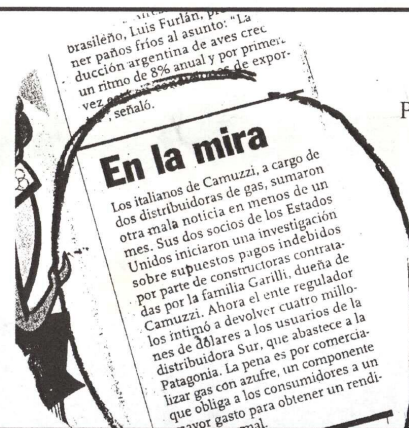 brasileño, Luis Furlán,
ner paños fríos al asunto: "La
ducción argentina de aves crec
un ritmo de 8% anual y por primer
vez
de expor-
señaló.
En la mira
Los italianos de Camuzzi, a cargo de
dos distribuidoras de gas, sumaron
otra mala noticia en menos de un
mes. Sus dos socios de los Estados
Unidos iniciaron una investigación
sobre supuestos pagos indebidos
por parte de constructoras contrata-
das por la familia Garilli, dueña de
Camuzzi. Ahora el ente regulador
los intimó a devolver cuatro millo-
nes de dólares a los usuarios de la
distribuidora Sur, que abastece a la
Patagonia. La pena es por comercia-
lizar gas con azufre, un componente
que obliga a los consumidores a un
mayor gasto para obtener un rendi-
F